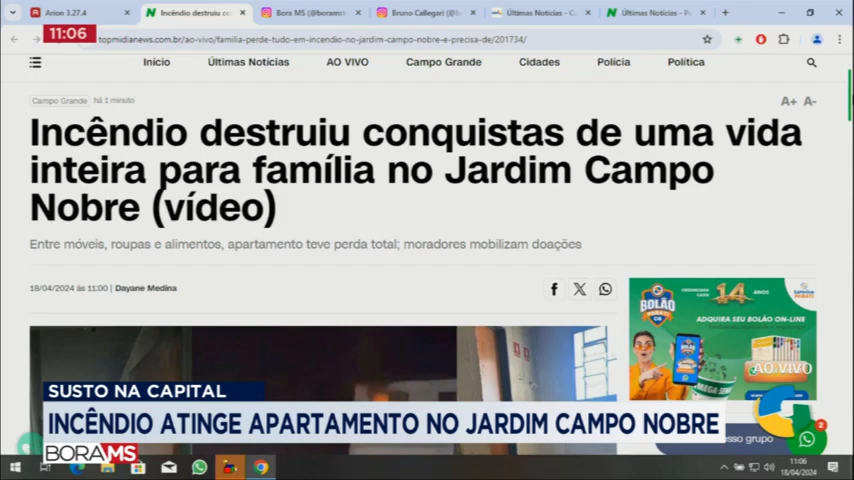 Arion 3.27.4
Incêndio destruiu co
Bora MS (@boramsm
Bruno Callegari (@b
Últimas Notícias - C
Últimas Notícias - P
11:06
topmidianews.com.br/ao-vivo/familia-perde-tudo-em-incendio-no-jardim-campo-nobre-e-precisa-de/201734/
Início
Últimas Notícias
AO VIVO
Campo Grande
Cidades
Polícia
Política
Campo Grande há 1 minuto
A+ A-
Incêndio destruiu conquistas de uma vida
inteira para família no Jardim Campo
Nobre (vídeo)
Entre móveis, roupas e alimentos, apartamento teve perda total; moradores mobilizam doações
18/04/2024 às 11:00 | Dayane Medina
14 ANOS
BOLÃO
ADQUIRA SEU BOLÃO ON-LINE
AO VIVO
MEGA-SENA
SUSTO NA CAPITAL
INCÊNDIO ATINGE APARTAMENTO NO JARDIM CAMPO NOBRE
sso grupo
2
BORAMS
11:06
18/04/2024